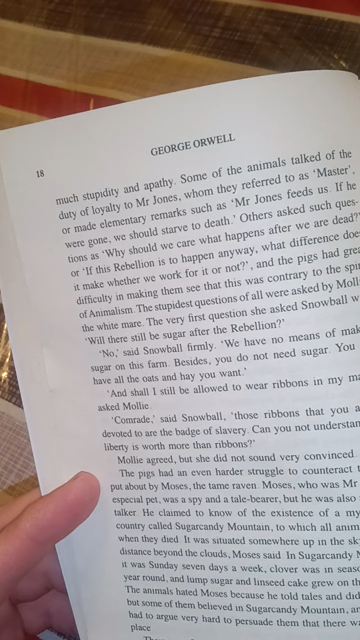 GEORGE ORWELL
18
much stupidity and apathy. Some of the animals talked of the
duty of loyalty to Mr Jones, whom they referred to as ‘Master’,
or made elementary remarks such as ‘Mr Jones feeds us. If he
were gone, we should starve to death.’ Others asked such ques-
tions as ‘Why should we care what happens after we are dead?’
or ‘If this Rebellion is to happen anyway, what difference doe
it make whether we work for it or not?’, and the pigs had grea
difficulty in making them see that this was contrary to the spi
of Animalism. The stupidest questions of all were asked by Moll
the white mare. The very first question she asked Snowball w
‘Will there still be sugar after the Rebellion?’
‘No,’ said Snowball firmly. ‘We have no means of mak
sugar on this farm. Besides, you do not need sugar. You
have all the oats and hay you want.’
‘And shall I still be allowed to wear ribbons in my ma
asked Mollie.
‘Comrade,’ said Snowball, ‘those ribbons that you a
devoted to are the badge of slavery. Can you not understan
liberty is worth more than ribbons?’
Mollie agreed, but she did not sound very convinced.
The pigs had an even harder struggle to counteract t
put about by Moses, the tame raven. Moses, who was Mr
especial pet, was a spy and a tale-bearer, but he was also
talker. He claimed to know of the existence of a my
country called Sugarcandy Mountain, to which all anim
when they died. It was situated somewhere up in the sk
distance beyond the clouds, Moses said. In Sugarcandy M
it was Sunday seven days a week, clover was in seaso
year round, and lump sugar and linseed cake grew on th
The animals hated Moses because he told tales and did
but some of them believed in Sugarcandy Mountain, an
had to argue very hard to persuade them that there w
place